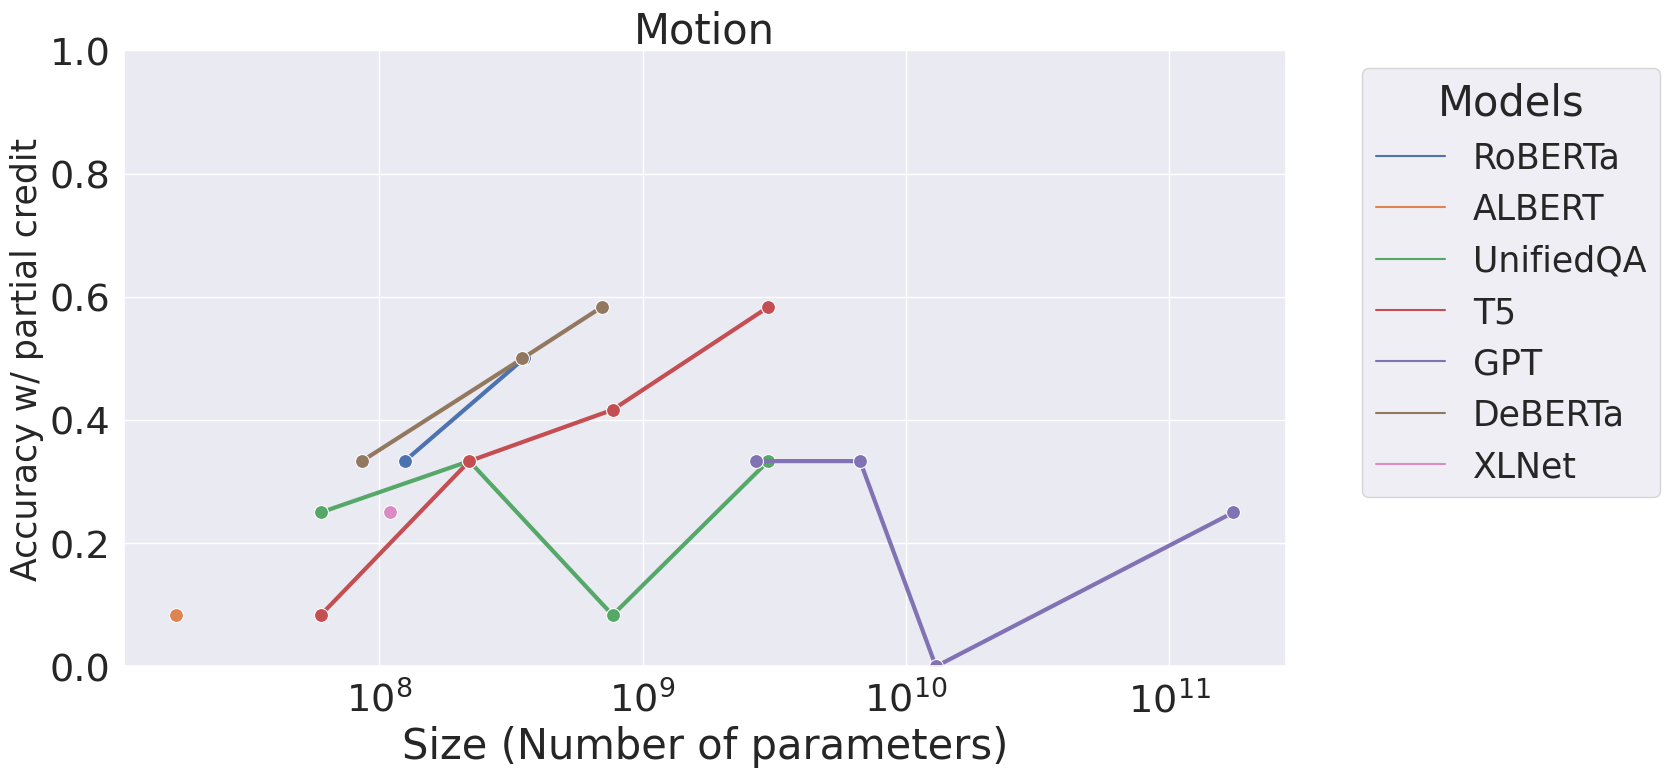 Motion
Accuracy w/ partial credit
1.0
0.8
0.6
0.4
0.2
0.0
10^8
10^9
10^10
10^11
Size (Number of parameters)
Models
RoBERTa
ALBERT
UnifiedQA
T5
GPT
DeBERTa
XLNet